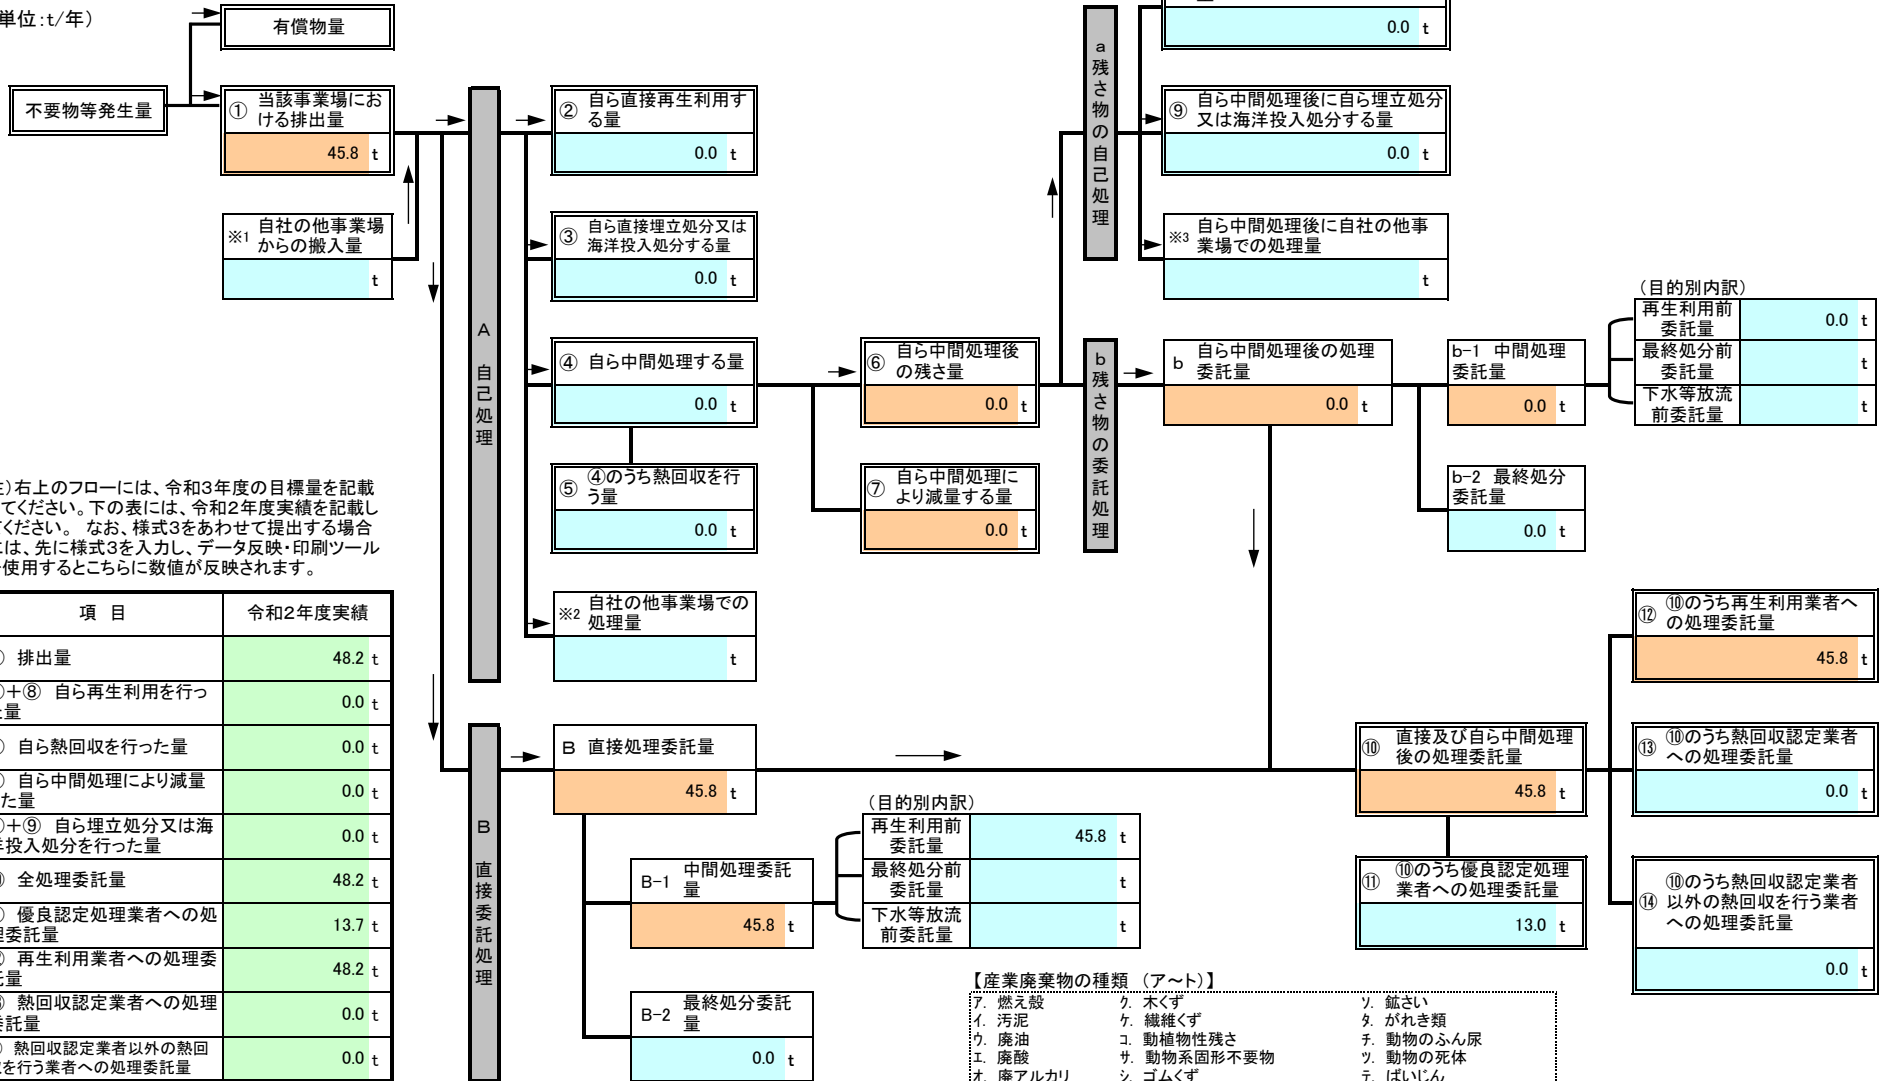 単位:t/年)
有償物量
不要物等発生量
① 当該事業場にお
ける排出量
45.8 t
※1 自社の他事業場
からの搬入量
t
A 自己処理
② 自ら直接再生利用す
る量
0.0 t
③ 自ら直接埋立処分又は
海洋投入処分する量
0.0 t
④ 自ら中間処理する量
0.0 t
⑤ ④のうち熱回収を行
う量
0.0 t
※2 自社の他事業場での
処理量
t
⑥ 自ら中間処理後
の残さ量
0.0 t
⑦ 自ら中間処理に
より減量する量
0.0 t
a 残さ物の自己処理
0.0 t
⑨ 自ら中間処理後に自ら埋立処分
又は海洋投入処分する量
0.0 t
※3 自ら中間処理後に自社の他事
業場での処理量
t
b 残さ物の委託処理
b 自ら中間処理後の処理
委託量
0.0 t
b-1 中間処理
委託量
0.0 t
b-2 最終処分
委託量
0.0 t
(目的別内訳)
再生利用前
委託量
0.0 t
最終処分前
委託量
t
下水等放流
前委託量
t
)右上のフローには、令和3年度の目標量を記載
てください。下の表には、令和2年度実績を記載し
ください。 なお、様式3をあわせて提出する場合
は、先に様式3を入力し、データ反映・印刷ツール
使用するとこちらに数値が反映されます。
項 目 令和2年度実績
) 排出量 48.2 t
)+⑧ 自ら再生利用を行っ
量
0.0 t
) 自ら熱回収を行った量 0.0 t
) 自ら中間処理により減量
た量
0.0 t
)+⑨ 自ら埋立処分又は海
投入処分を行った量
0.0 t
) 全処理委託量 48.2 t
) 優良認定処理業者への処
委託量
13.7 t
) 再生利用業者への処理委
量
48.2 t
) 熱回収認定業者への処理
託量
0.0 t
) 熱回収認定業者以外の熱回
を行う業者への処理委託量
0.0 t
B 直接委託処理
B 直接処理委託量
45.8 t
B-1 中間処理委託
量
45.8 t
B-2 最終処分委託
量
0.0 t
(目的別内訳)
再生利用前
委託量
45.8 t
最終処分前
委託量
t
下水等放流
前委託量
t
⑩ 直接及び自ら中間処理
後の処理委託量
45.8 t
⑪ ⑩のうち優良認定処理
業者への処理委託量
13.0 t
⑫ ⑩のうち再生利用業者へ
の処理委託量
45.8 t
⑬ ⑩のうち熱回収認定業者
への処理委託量
0.0 t
⑭ ⑩のうち熱回収認定業者
以外の熱回収を行う業者
への処理委託量
0.0 t
【産業廃棄物の種類 (ア~ト)】
ア. 燃え殻 ク. 木くず ソ. 鉱さい
イ. 汚泥 ケ. 繊維くず タ. がれき類
ウ. 廃油 コ. 動植物性残さ チ. 動物のふん尿
エ. 廃酸 サ. 動物系固形不要物 ツ. 動物の死体
オ. 廃アルカリ シ. ゴムくず テ. ばいじん